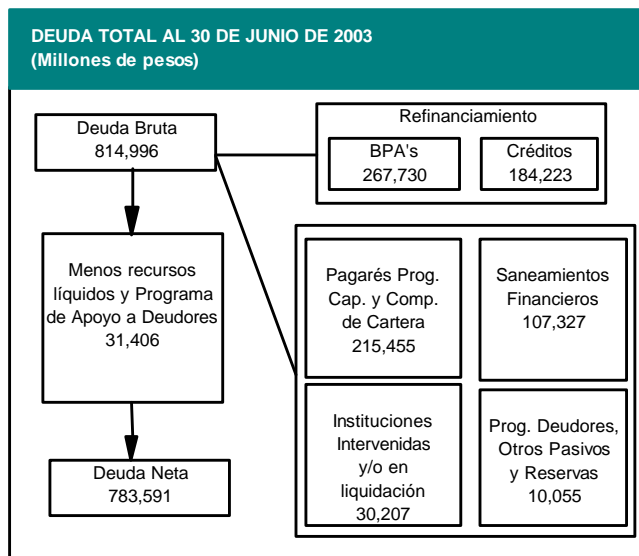 DEUDA TOTAL AL 30 DE JUNIO DE 2003
(Millones de pesos)
Deuda Bruta
814,996
Refinanciamiento
BPA's
267,730
Créditos
184,223
Menos recursos
líquidos y Programa
de Apoyo a Deudores
31,406
Pagarés Prog.
Cap. y Comp.
de Cartera
215,455
Saneamientos
Financieros
107,327
Instituciones
Intervenidas
y/o en
liquidación
30,207
Prog. Deudores,
Otros Pasivos
y Reservas
10,055
Deuda Neta
783,591